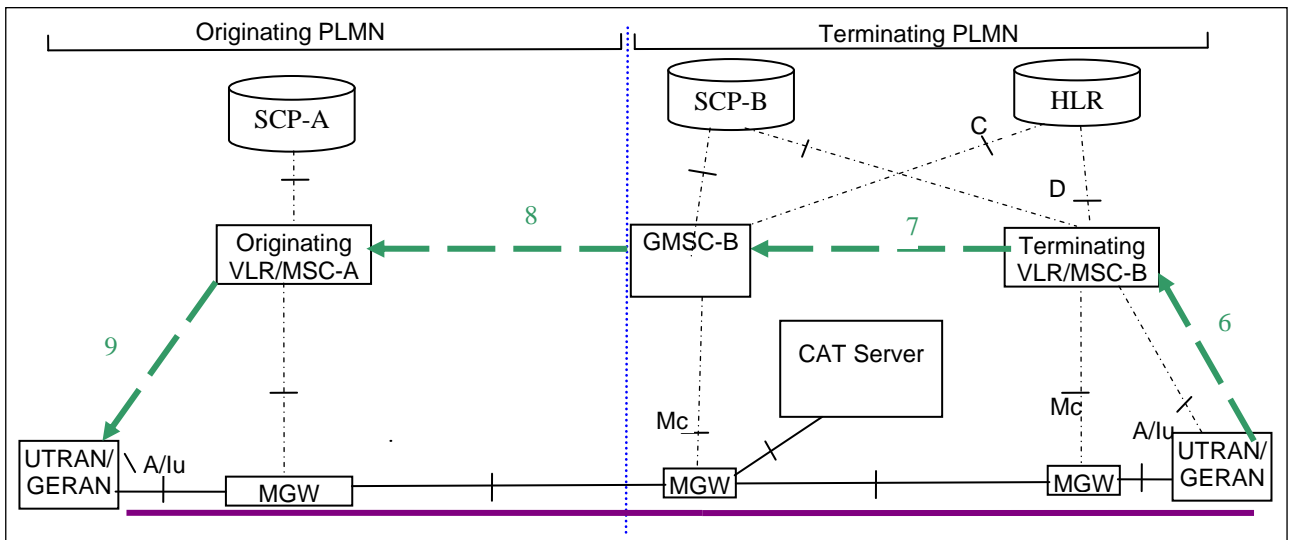 Originating PLMN
Terminating PLMN
SCP-A
SCP-B
HLR
C
D
8
7
Originating
VLR/MSC-A
GMSC-B
Terminating
VLR/MSC-B
6
9
CAT Server
Mc
Mc
A/Iu
UTRAN/
GERAN
A/Iu
MGW
MGW
MGW
UTRAN/
GERAN